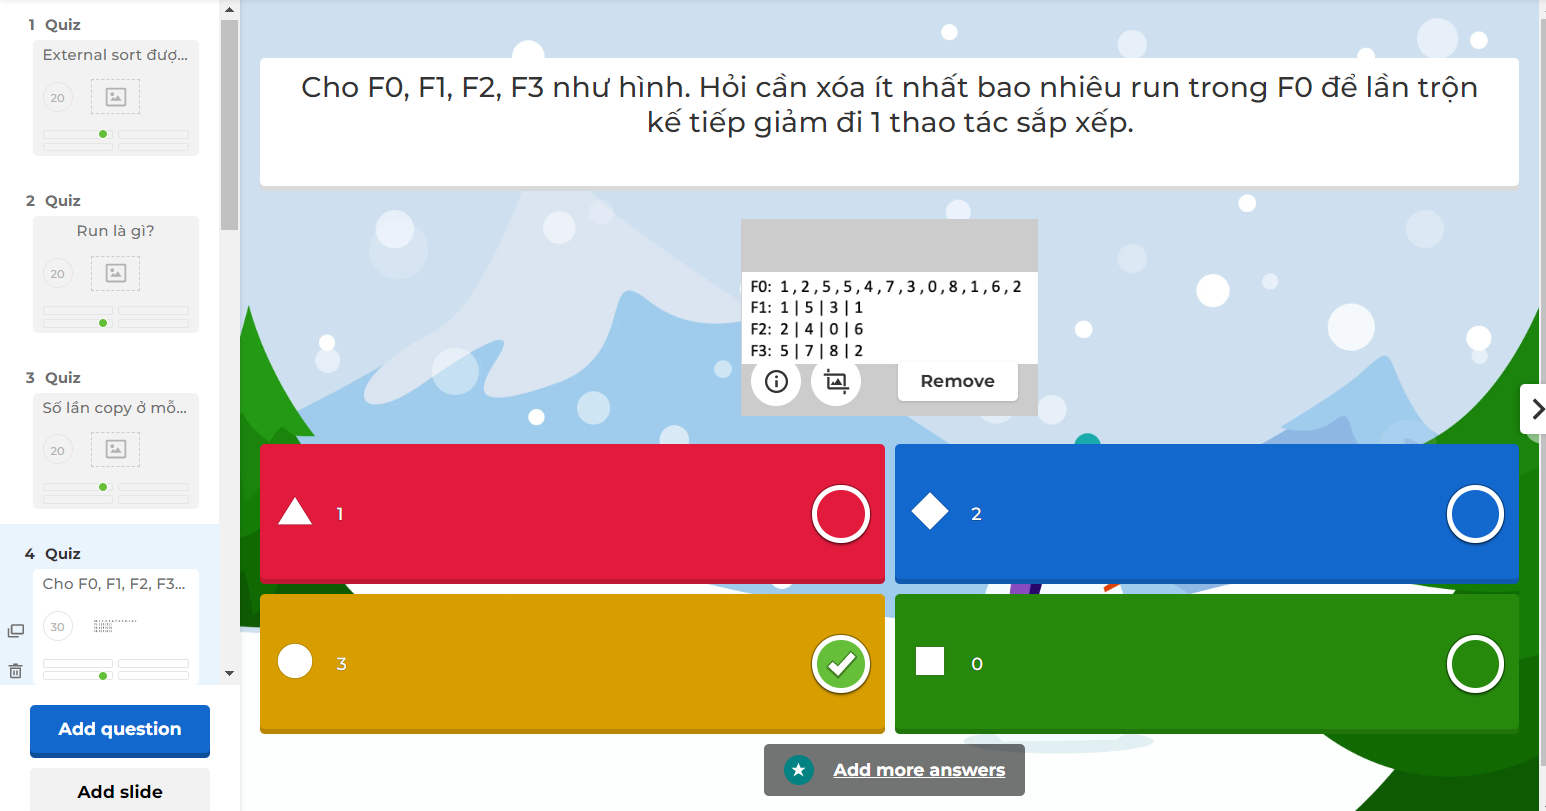 1 Quiz
External sort đượ...
20
2 Quiz
Run là gì?
20
3 Quiz
Số lần copy ở mỗ...
20
4 Quiz
Cho F0, F1, F2, F3...
30
Add question
Add slide
Cho F0, F1, F2, F3 như hình. Hỏi cần xóa ít nhất bao nhiêu run trong F0 để lần trộn
kế tiếp giảm đi 1 thao tác sắp xếp.
F0: 1,2,5,5,4,7,3,0,8,1,6,2
F1: 1|5|3|1
F2: 2|4|0|6
F3: 5|7|8|2
Remove
1
2
3
0
Add more answers